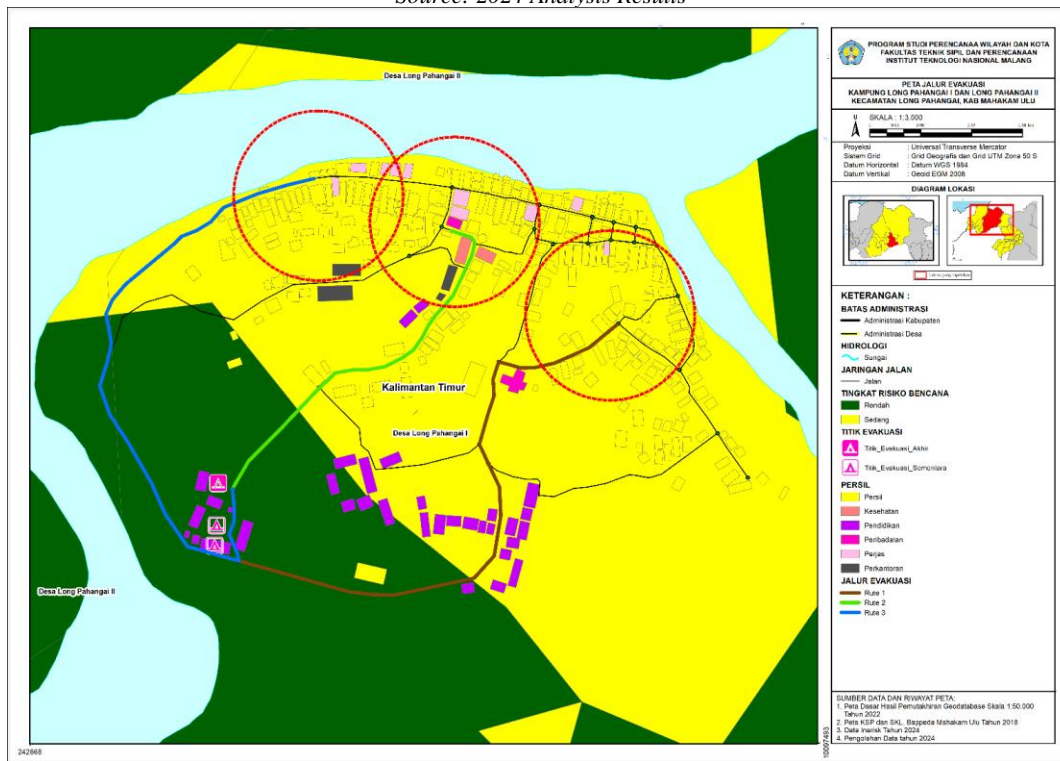 Source: 2024 Analysis Results
Desa Long Pahangai II
Kalimantan Timur
Desa Long Pahangai I
Desa Long Pahangai II
242668
10097493
PROGRAM STUDI PERENCANAA WILAYAH DAN KOTA
FAKULTAS TEKNIK SIPIL DAN PERENCANAAN
INSTITUT TEKNOLOGI NASIONAL MALANG
PETA JALUR EVAKUASI
KAMPUNG LONG PAHANGAI I DAN LONG PAHANGAI II
KECAMATAN LONG PAHANGAI, KAB MAHAKAM ULU
SKALA : 1:3.000
Proyeksi : Universal Transverse Mercator
Sistem Grid : Grid Geografis dan Grid UTM Zona 50 S
Datum Horizontal : Datum WGS 1984
Datum Vertikal : Geoid EGM 2008
DIAGRAM LOKASI
KETERANGAN :
BATAS ADMINISTRASI
Administrasi Kabupaten
Administrasi Desa
HIDROLOGI
Sungai
JARINGAN JALAN
Jalan
TINGKAT RISIKO BENCANA
Rendah
Sedang
TITIK EVAKUASI
Titik_Evakuasi_Akhir
Titik_Evakuasi_Sementara
PERSIL
Persil
Kesehatan
Pendidikan
Peribadatan
Perjas
Perkantoran
JALUR EVAKUASI
Rute 1
Rute 2
Rute 3
SUMBER DATA DAN RIWAYAT PETA:
1. Peta Dasar Hasil Pemutakhiran Geodatabase Skala 1:50.000
Tahun 2022
2. Peta KSP dan SKL, Bappeda Mahakam Ulu Tahun 2018
3. Data Inarisk Tahun 2024
4. Pengolahan Data tahun 2024